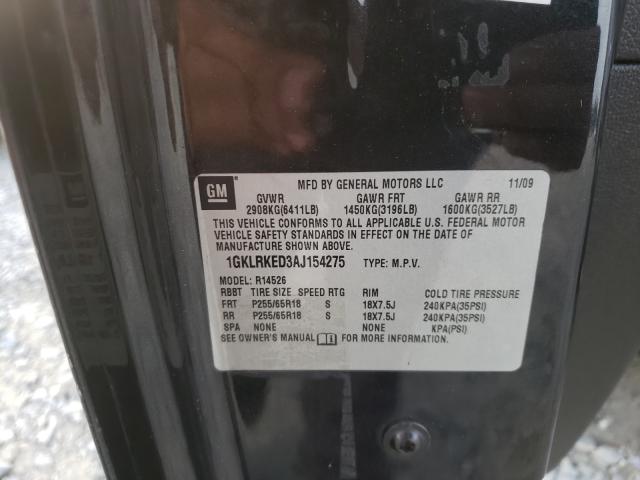 GM MFD BY GENERAL MOTORS LLC 11/09
GVWR GAWR FRT GAWR RR
2908KG(6411LB) 1450KG(3196LB) 1600KG(3527LB)
THIS VEHICLE CONFORMS TO ALL APPLICABLE U.S. FEDERAL MOTOR
VEHICLE SAFETY STANDARDS IN EFFECT ON THE DATE OF
MANUFACTURE SHOWN ABOVE.
1GKLRKED3AJ154275 TYPE: M.P.V.
MODEL: R14526
RBBT TIRE SIZE SPEED RTG RIM COLD TIRE PRESSURE
FRT P255/65R18 S 18X7.5J 240KPA(35PSI)
RR P255/65R18 S 18X7.5J 240KPA(35PSI)
SPA NONE NONE KPA(PSI)
SEE OWNER'S MANUAL FOR MORE INFORMATION.